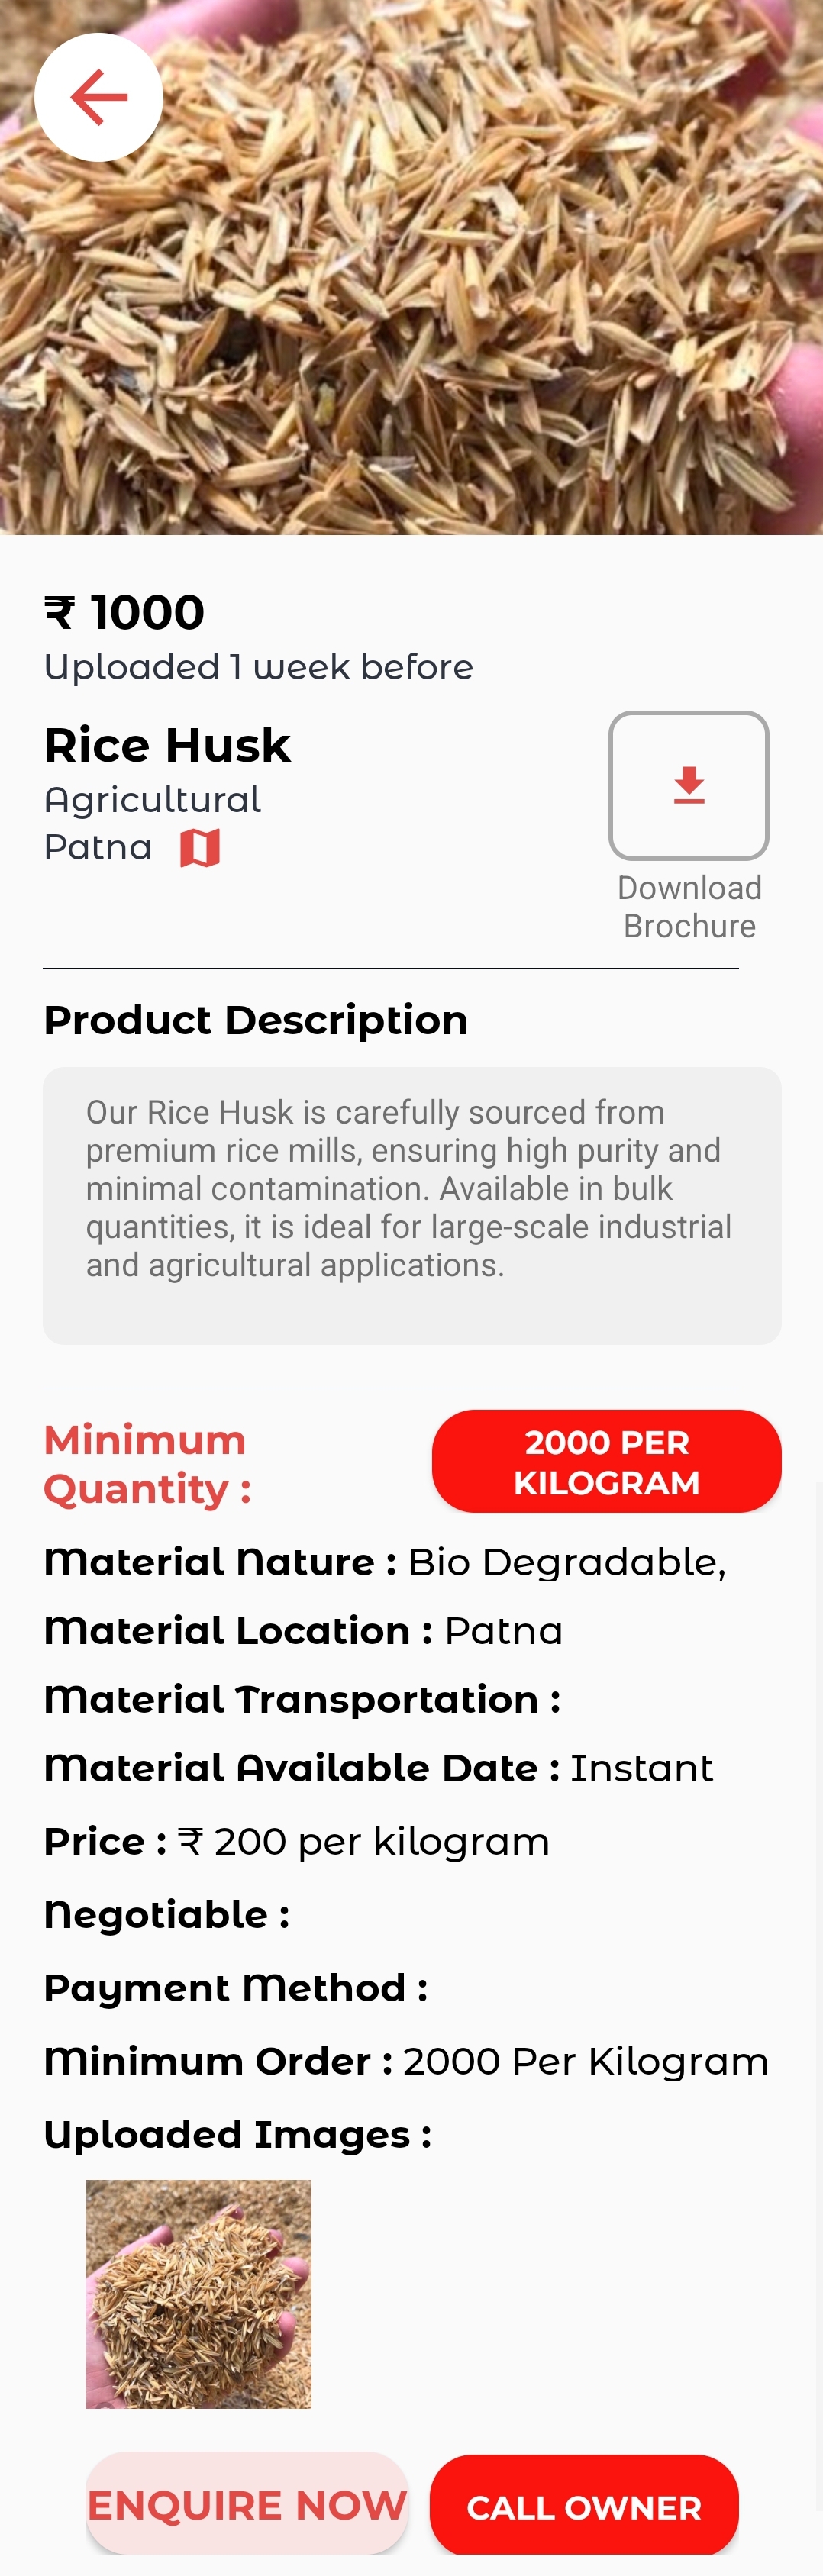 ₹ 1000
Uploaded 1 week before
Rice Husk
Agricultural
Patna
Download
Brochure
Product Description
Our Rice Husk is carefully sourced from
premium rice mills, ensuring high purity and
minimal contamination. Available in bulk
quantities, it is ideal for large-scale industrial
and agricultural applications.
Minimum
Quantity :
2000 PER
KILOGRAM
Material Nature : Bio Degradable,
Material Location : Patna
Material Transportation :
Material Available Date : Instant
Price : ₹ 200 per kilogram
Negotiable :
Payment Method :
Minimum Order : 2000 Per Kilogram
Uploaded Images :
ENQUIRE NOW
CALL OWNER